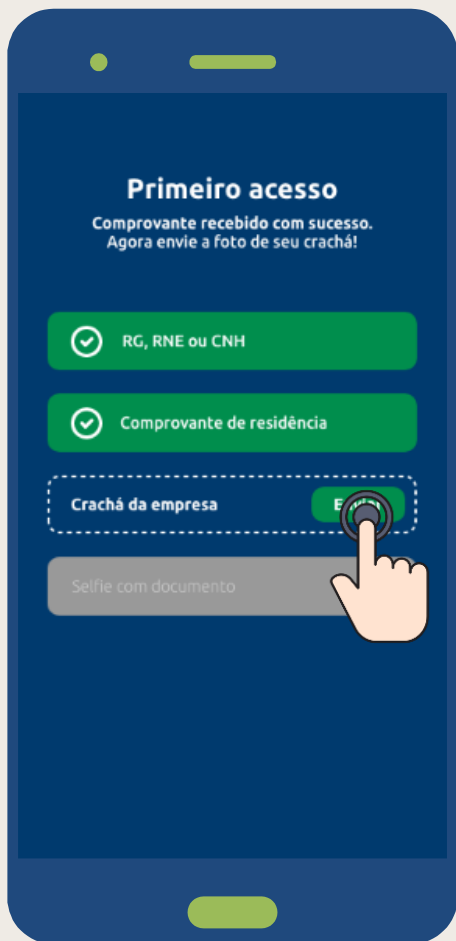 Primeiro acesso
Comprovante recebido com sucesso.
Agora envie a foto de seu crachá!
RG, RNE ou CNH
Comprovante de residência
Crachá da empresa
Selfie com documento